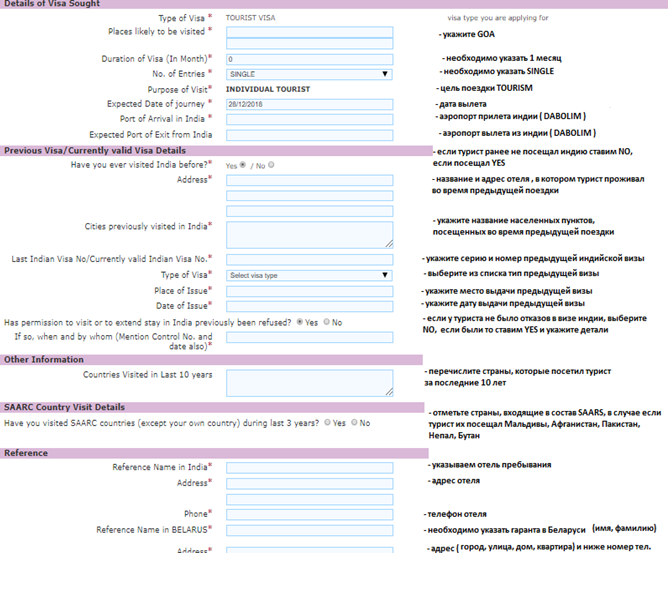 Details of Visa Sought
Type of Visa * TOURIST VISA visa type you are applying for
Places likely to be visited * - укажите GOA
Duration of Visa (In Month)* 0 - необходимо указать 1 месяц
No. of Entries * SINGLE - необходимо указать SINGLE
Purpose of Visit* INDIVIDUAL TOURIST - цель поездки TOURISM
Expected Date of journey * 28/12/2016 - дата вылета
Port of Arrival in India* - аэропорт прилета индии ( DABOLIM )
Expected Port of Exit from India - аэропорт вылета из индии ( DABOLIM )
Previous Visa/Currently valid Visa Details - если турист ранее не посещал индию ставим NO,
Have you ever visited India before?* Yes / No если посещал YES
Address* - название и адрес отеля , в котором турист проживал
во время предыдущей поездки
Cities previously visited in India* - укажите название населенных пунктов,
посещенных во время предыдущей поездки
Last Indian Visa No/Currently valid Indian Visa No.* - укажите серию и номер предыдущей индийской визы
Type of Visa* Select visa type - выберите из списка тип предыдущей визы
Place of Issue* - укажите место выдачи предыдущей визы
Date of Issue* - укажите дату выдачи предыдущей визы
Has permission to visit or to extend stay in India previously been refused? Yes No - если у туриста не было отказов в визе индии, выберите
If so, when and by whom (Mention Control No. and NO, если были то ставим YES и укажите детали
date also)*
Other Information
Countries Visited in Last 10 years - перечислите страны, которые посетил турист
за последние 10 лет
SAARC Country Visit Details
Have you visited SAARC countries (except your own country) during last 3 years? Yes No - отметьте страны, входящие в состав SAARS, в случае если
турист их посещал Мальдивы, Афганистан, Пакистан,
Непал, Бутан
Reference
Reference Name in India* - указываем отель пребывания
Address* - адрес отеля
Phone* - телефон отеля
Reference Name in BELARUS* - необходимо указать гаранта в Беларуси (имя, фамилию)
Address* - адрес ( город, улица, дом, квартира) и ниже номер тел.